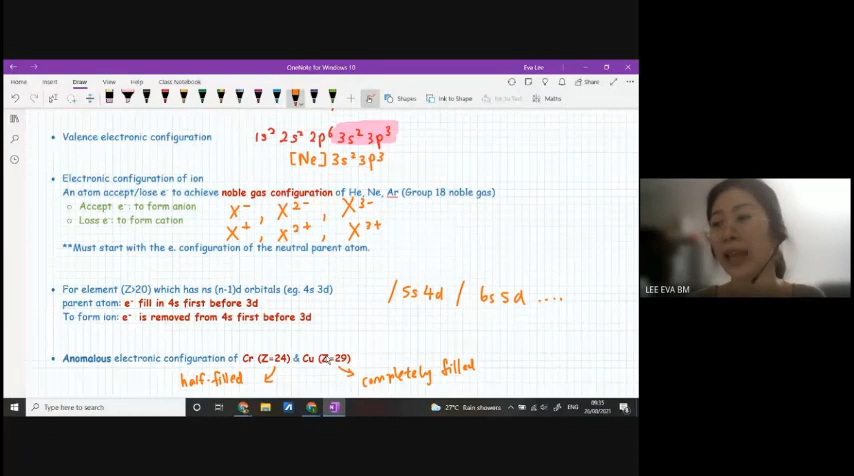 OneNote for Windows 10
Eva Lee
Home Insert Draw View Help Class Notebook
Share
Shapes Ink to Shape Ink to Text Maths
• Valence electronic configuration 1s² 2s² 2p⁶ 3s² 3p³
[Ne] 3s² 3p³
• Electronic configuration of ion
An atom accept/lose e⁻ to achieve noble gas configuration of He, Ne, Ar (Group 18 noble gas)
○ Accept e⁻: to form anion X⁻ , X²⁻ , X³⁻
○ Loss e⁻: to form cation X⁺ , X²⁺ , X³⁺
**Must start with the e. configuration of the neutral parent atom.
• For element (Z>20) which has ns (n-1)d orbitals (eg. 4s 3d) / 5s 4d / 6s 5d ....
parent atom: e⁻ fill in 4s first before 3d
To form ion: e⁻ is removed from 4s first before 3d
• Anomalous electronic configuration of Cr (Z=24) & Cu (Z=29)
half-filled completely filled
LEE EVA BM
Type here to search
27°C Rain showers
ENG
09:35
26/08/2021